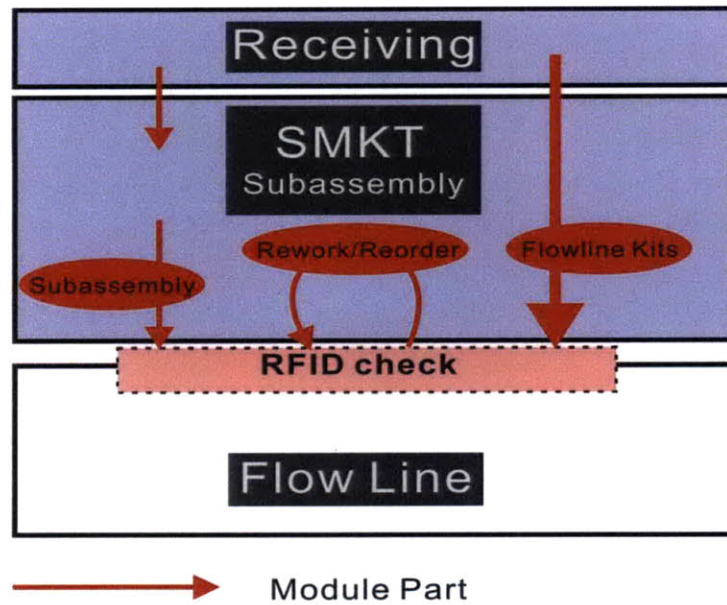 Receiving
SMKT
Subassembly
Rework/Reorder
Flowline Kits
Subassembly
RFID check
Flow Line
Module Part